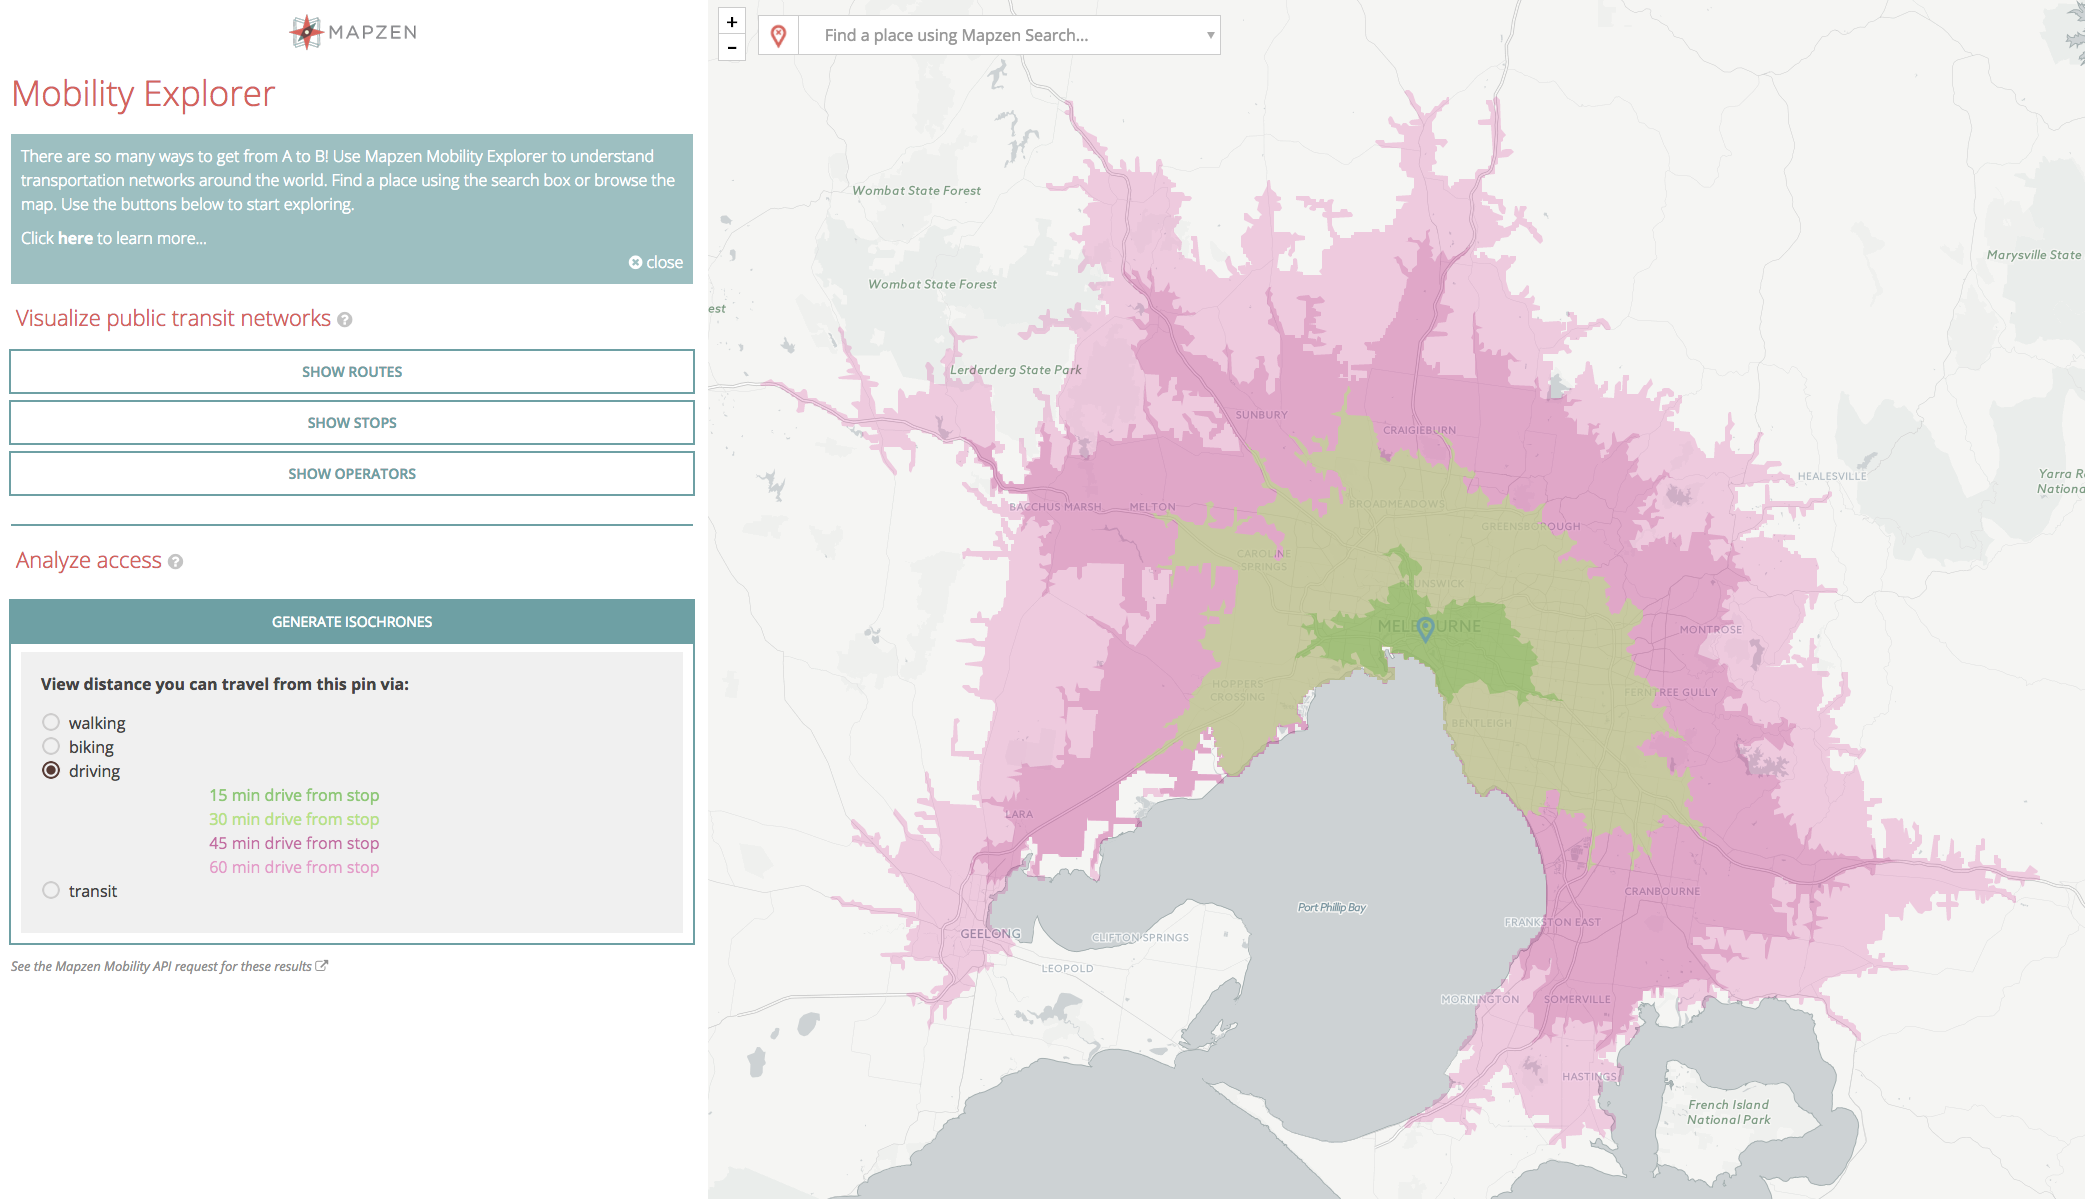 MAPZEN
Mobility Explorer
There are so many ways to get from A to B! Use Mapzen Mobility Explorer to understand
transportation networks around the world. Find a place using the search box or browse the
map. Use the buttons below to start exploring.
Click here to learn more...
close
Visualize public transit networks ?
SHOW ROUTES
SHOW STOPS
SHOW OPERATORS
Analyze access ?
GENERATE ISOCHRONES
View distance you can travel from this pin via:
walking
biking
driving
15 min drive from stop
30 min drive from stop
45 min drive from stop
60 min drive from stop
transit
See the Mapzen Mobility API request for these results
+
-
Find a place using Mapzen Search...
Wombat State Forest
Marysville State
Wombat State Forest
est
Lerderderg State Park
SUNBURY
CRAIGIEBURN
HEALESVILLE
Yarra R
Nationa
BACCHUS MARSH
MELTON
BROADMEADOWS
GREENSBOROUGH
CAROLINE
SPRINGS
BRUNSWICK
MELBOURNE
MONTROSE
HOPPERS
CROSSING
FERNTREE GULLY
BENTLEIGH
LARA
CRANBOURNE
Port Phillip Bay
FRANKSTON EAST
GEELONG
CLIFTON SPRINGS
LEOPOLD
MORNINGTON
SOMERVILLE
HASTINGS
French Island
National Park